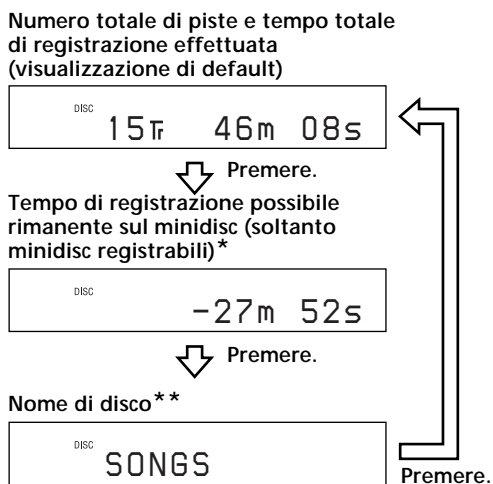 Numero totale di piste e tempo totale
di registrazione effettuata
(visualizzazione di default)
DISC
15Tr 46m 08s
Premere.
Tempo di registrazione possibile
rimanente sul minidisc (soltanto
minidisc registrabili)*
DISC
-27m 52s
Premere.
Nome di disco**
DISC
SONGS
Premere.